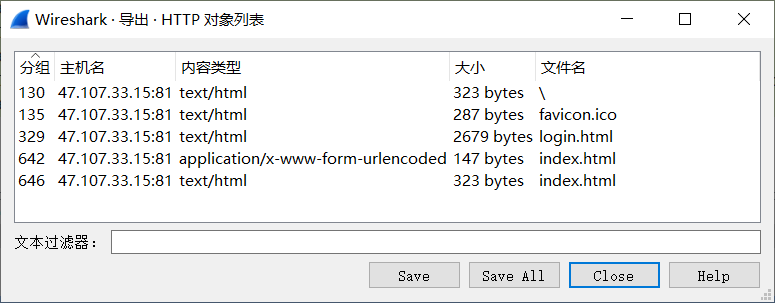 Wireshark · 导出 · HTTP 对象列表
分组 主机名 内容类型 大小 文件名
130 47.107.33.15:81 text/html 323 bytes \
135 47.107.33.15:81 text/html 287 bytes favicon.ico
329 47.107.33.15:81 text/html 2679 bytes login.html
642 47.107.33.15:81 application/x-www-form-urlencoded 147 bytes index.html
646 47.107.33.15:81 text/html 323 bytes index.html
文本过滤器：
Save Save All Close Help